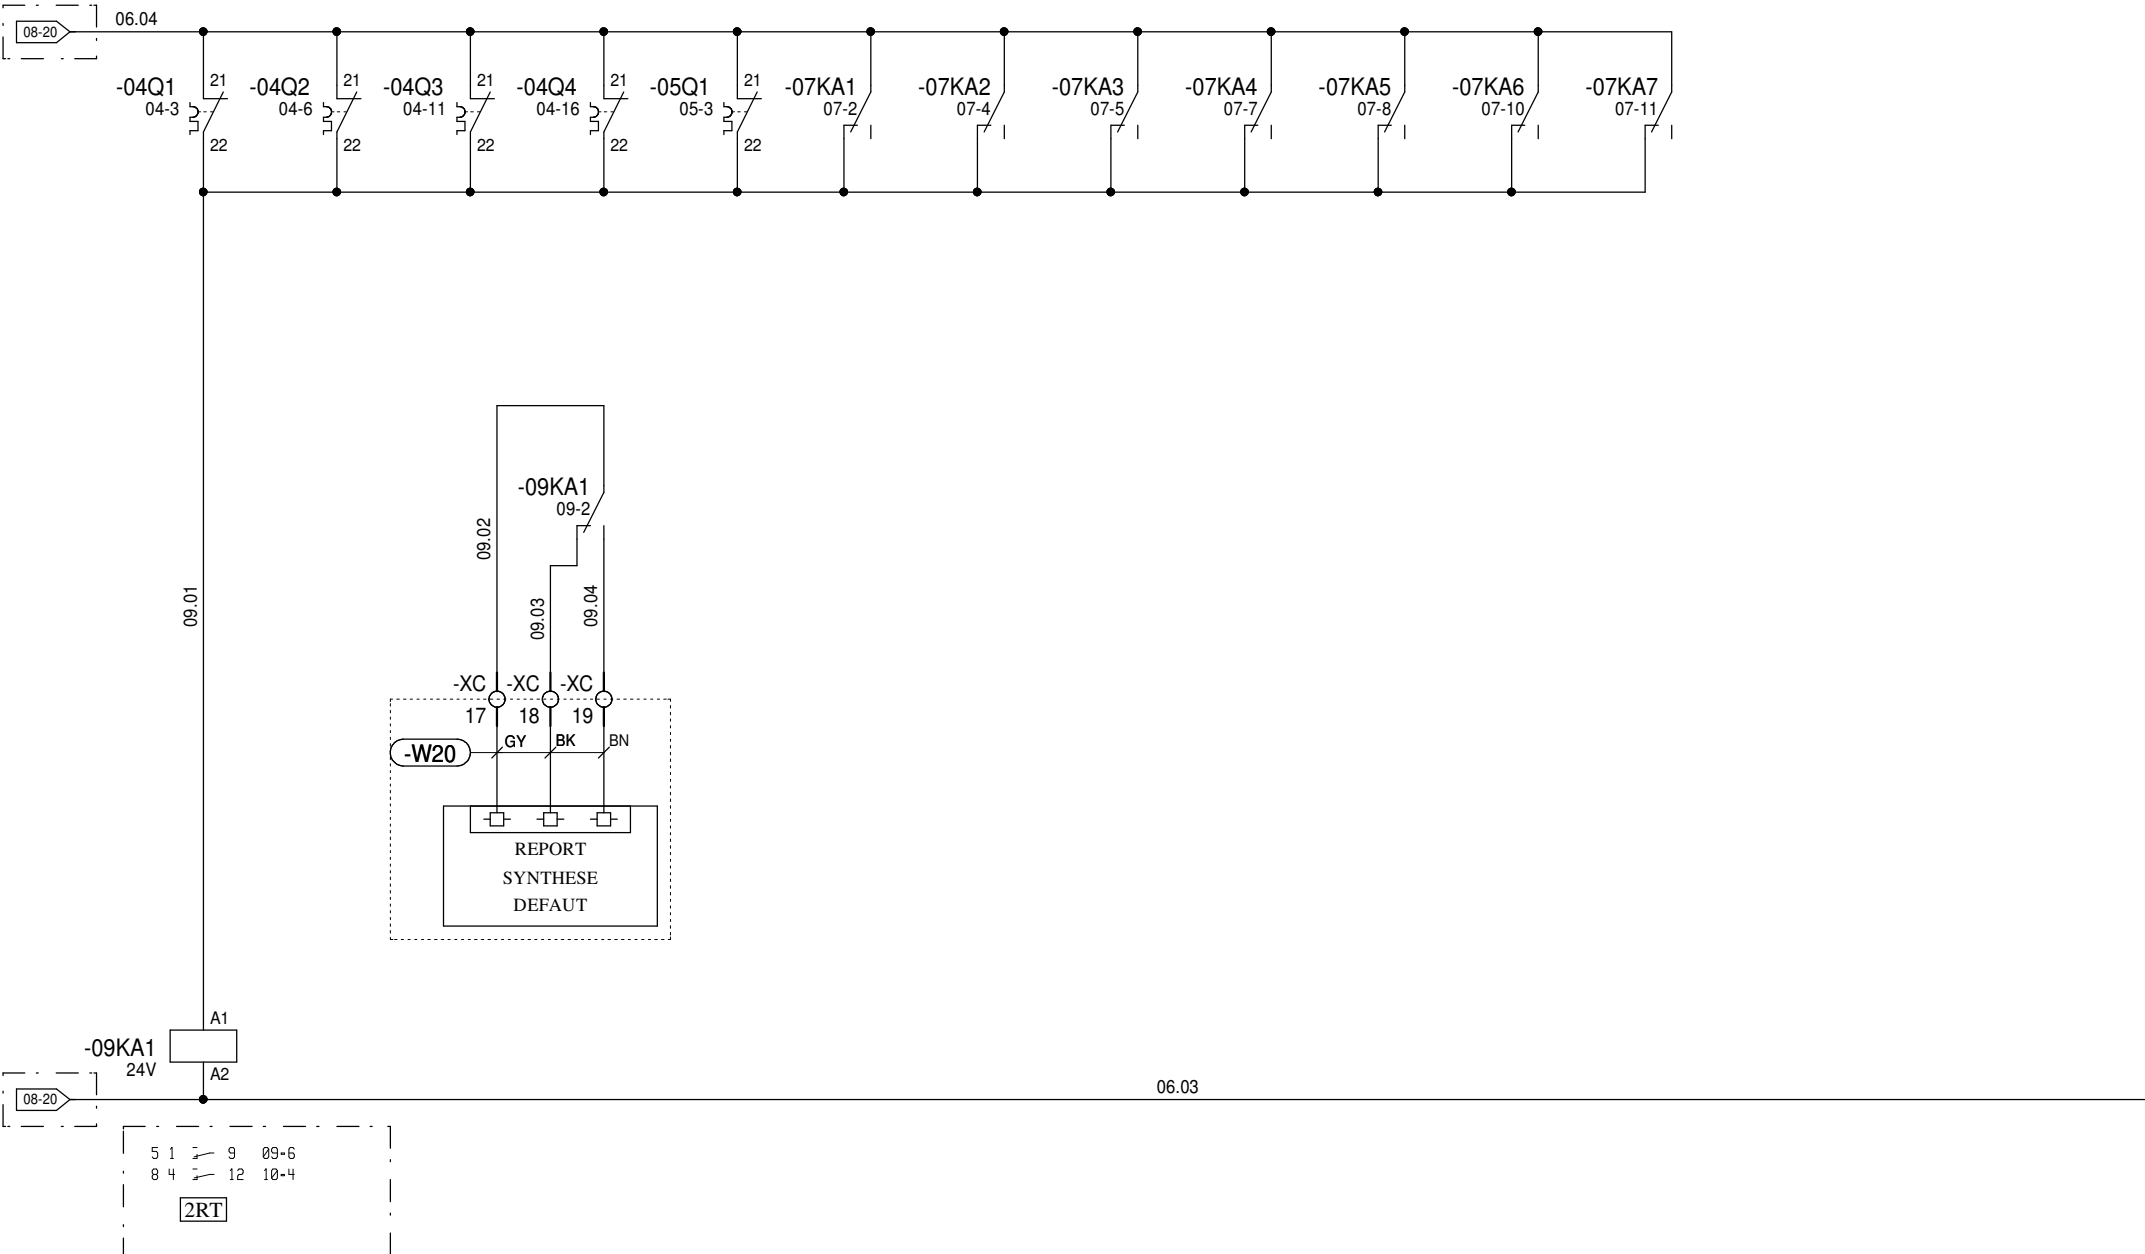 08-20 06.04
-04Q1 21 -04Q2 21 -04Q3 21 -04Q4 21 -05Q1 21 -07KA1 -07KA2 -07KA3 -07KA4 -07KA5 -07KA6 -07KA7
04-3 04-6 04-11 04-16 05-3 07-2 07-4 07-5 07-7 07-8 07-10 07-11
22 22 22 22 22
-09KA1
09-2
09.02
09.01
09.03
09.04
-XC -XC -XC
17 18 19
-W20 GY BK BN
REPORT
SYNTHESE
DEFAUT
A1
-09KA1
24V
A2
08-20 06.03
5 1 9 09-6
8 4 12 10-4
2RT